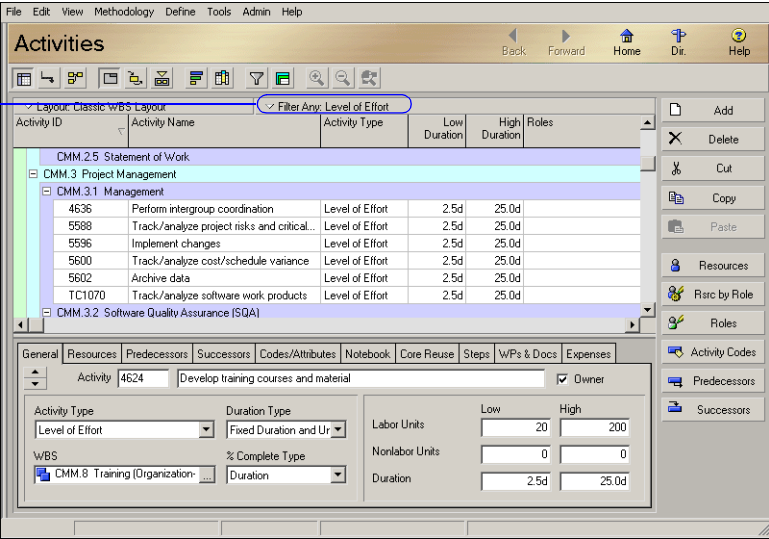 File Edit View Methodology Define Tools Admin Help
Activities
Back Forward Home Dir. Help
Layout: Classic WBS Layout Filter Any: Level of Effort
Activity ID Activity Name Activity Type Low Duration High Duration Roles
CMM.2.5 Statement of Work
CMM.3 Project Management
CMM.3.1 Management
4636 Perform intergroup coordination Level of Effort 2.5d 25.0d
5588 Track/analyze project risks and critical... Level of Effort 2.5d 25.0d
5596 Implement changes Level of Effort 2.5d 25.0d
5600 Track/analyze cost/schedule variance Level of Effort 2.5d 25.0d
5602 Archive data Level of Effort 2.5d 25.0d
TC1070 Track/analyze software work products Level of Effort 2.5d 25.0d
CMM.3.2 Software Quality Assurance (SQA)
Add
Delete
Cut
Copy
Paste
Resources
Rsrc by Role
Roles
Activity Codes
Predecessors
Successors
General Resources Predecessors Successors Codes/Attributes Notebook Core Reuse Steps WPs & Docs Expenses
Activity 4624 Develop training courses and material Owner
Activity Type Duration Type Low High
Level of Effort Fixed Duration and Ur Labor Units 20 200
WBS % Complete Type Nonlabor Units 0 0
CMM.8 Training (Organization- ... Duration Duration 2.5d 25.0d